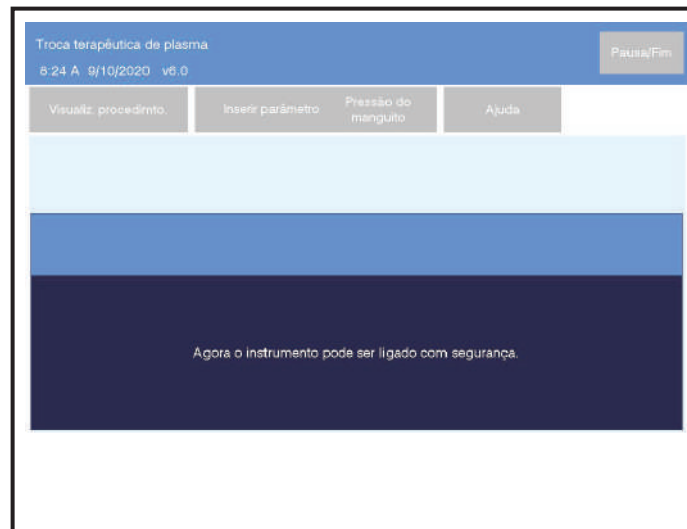 Troca terapêutica de plasma
Pausa/Fim
8:24 A 9/10/2020 v6.0
Visualiz. procedimto.
Inserir parâmetro
Pressão do
manguito
Ajuda
Agora o instrumento pode ser ligado com segurança.